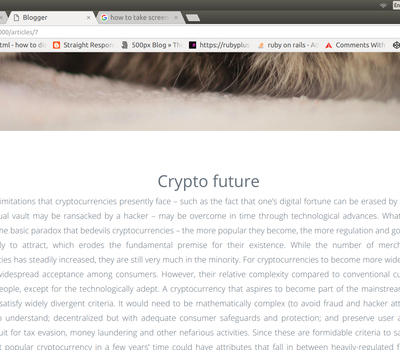 En
Blogger × how to take screen ×
000/articles/7
html - how to di Straight Respon 500px Blog » The https://rubyplus ruby on rails - A Comments With
Crypto future
limitations that cryptocurrencies presently face – such as the fact that one's digital fortune can be erased by
ual vault may be ransacked by a hacker – may be overcome in time through technological advances. What
he basic paradox that bedevils cryptocurrencies – the more popular they become, the more regulation and go
ly to attract, which erodes the fundamental premise for their existence. While the number of merch
cies has steadily increased, they are still very much in the minority. For cryptocurrencies to become more wide
widespread acceptance among consumers. However, their relative complexity compared to conventional cu
eople, except for the technologically adept. A cryptocurrency that aspires to become part of the mainstream
satisfy widely divergent criteria. It would need to be mathematically complex (to avoid fraud and hacker att
o understand; decentralized but with adequate consumer safeguards and protection; and preserve user a
uit for tax evasion, money laundering and other nefarious activities. Since these are formidable criteria to sa
t popular cryptocurrency in a few years' time could have attributes that fall in between heavily-regulated f